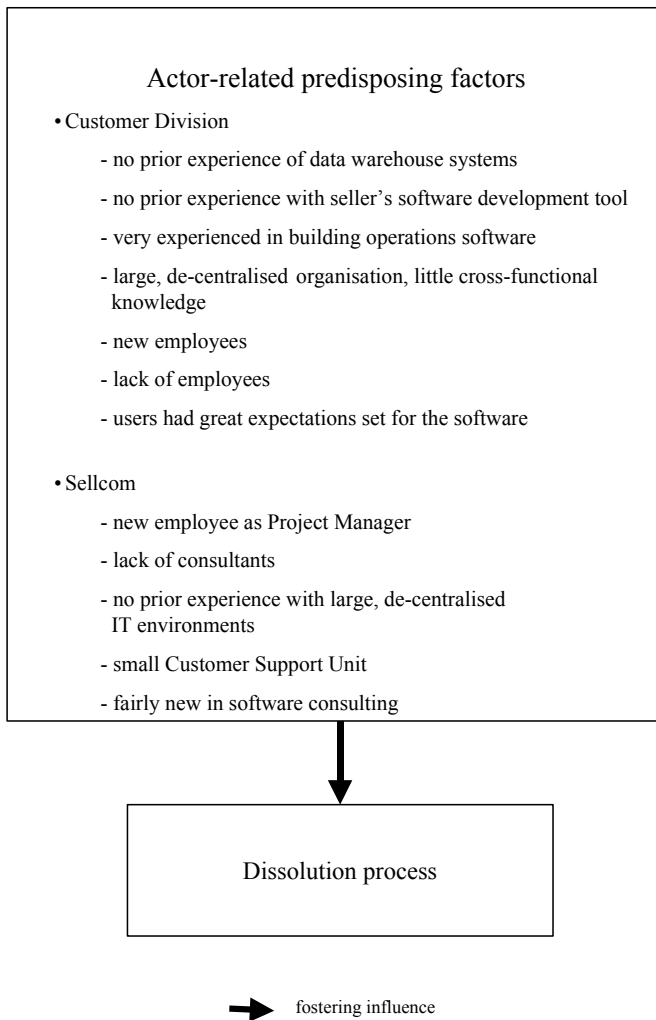 Actor-related predisposing factors
• Customer Division
- no prior experience of data warehouse systems
- no prior experience with seller's software development tool
- very experienced in building operations software
- large, de-centralised organisation, little cross-functional
knowledge
- new employees
- lack of employees
- users had great expectations set for the software
• Sellcom
- new employee as Project Manager
- lack of consultants
- no prior experience with large, de-centralised
IT environments
- small Customer Support Unit
- fairly new in software consulting
Dissolution process
fostering influence